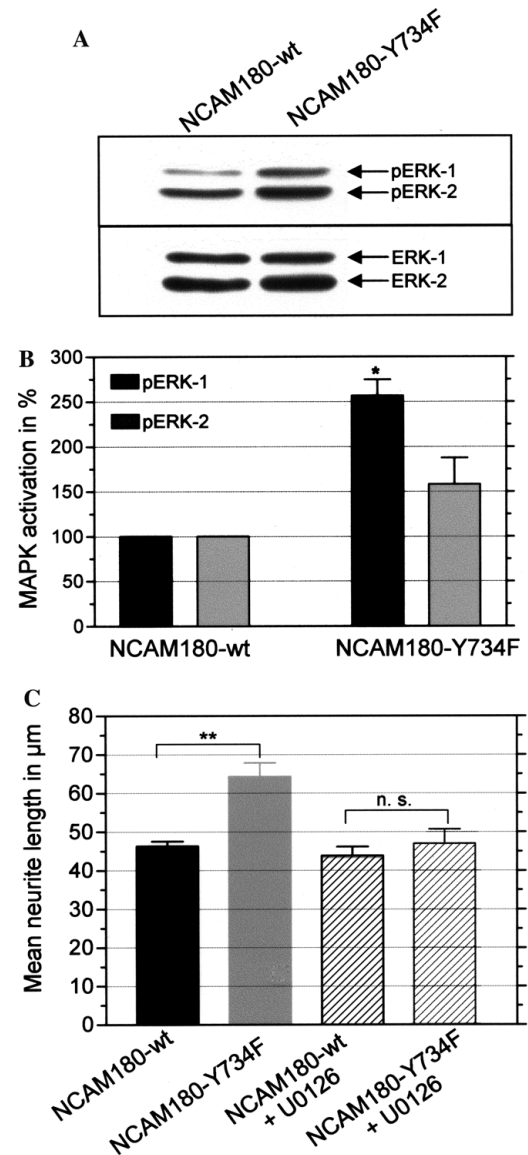 A
NCAM180-wt
NCAM180-Y734F
pERK-1
pERK-2
ERK-1
ERK-2
B
MAPK activation in %
300
250
200
150
100
50
0
pERK-1
pERK-2
*
NCAM180-wt
NCAM180-Y734F
C
Mean neurite length in µm
80
70
60
50
40
30
20
10
0
**
n. s.
NCAM180-wt
NCAM180-Y734F
NCAM180-wt
+ U0126
NCAM180-Y734F
+ U0126